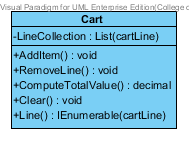 Visual Paradigm for UML Enterprise Edition(College
Cart
-LineCollection : List(cartLine)
+AddItem() : void
+RemoveLine() : void
+ComputeTotalValue() : decimal
+Clear() : void
+Line() : IEnumerable(cartLine)